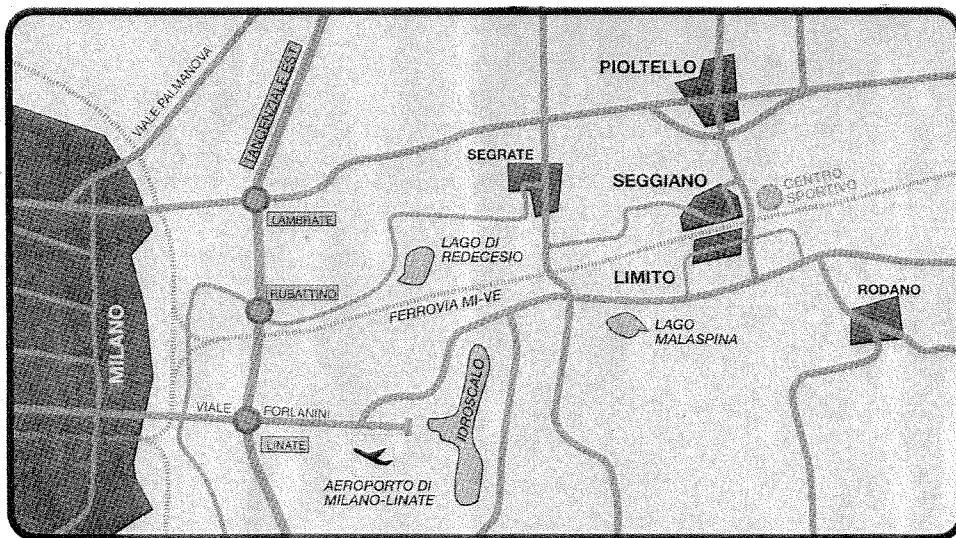 VIALE PALMANOVA
TANGENZIALE EST
PIOLTELLO
SEGRATE
SEGGIANO
CENTRO
SPORTIVO
LAMBRATE
LAGO DI
REDECESIO
LIMITO
RUBATTINO
FERROVIA MI-VE
RODANO
LAGO
MALASPINA
MILANO
VIALE FORLANINI
IDROSCALO
LINATE
AEROPORTO DI
MILANO-LINATE